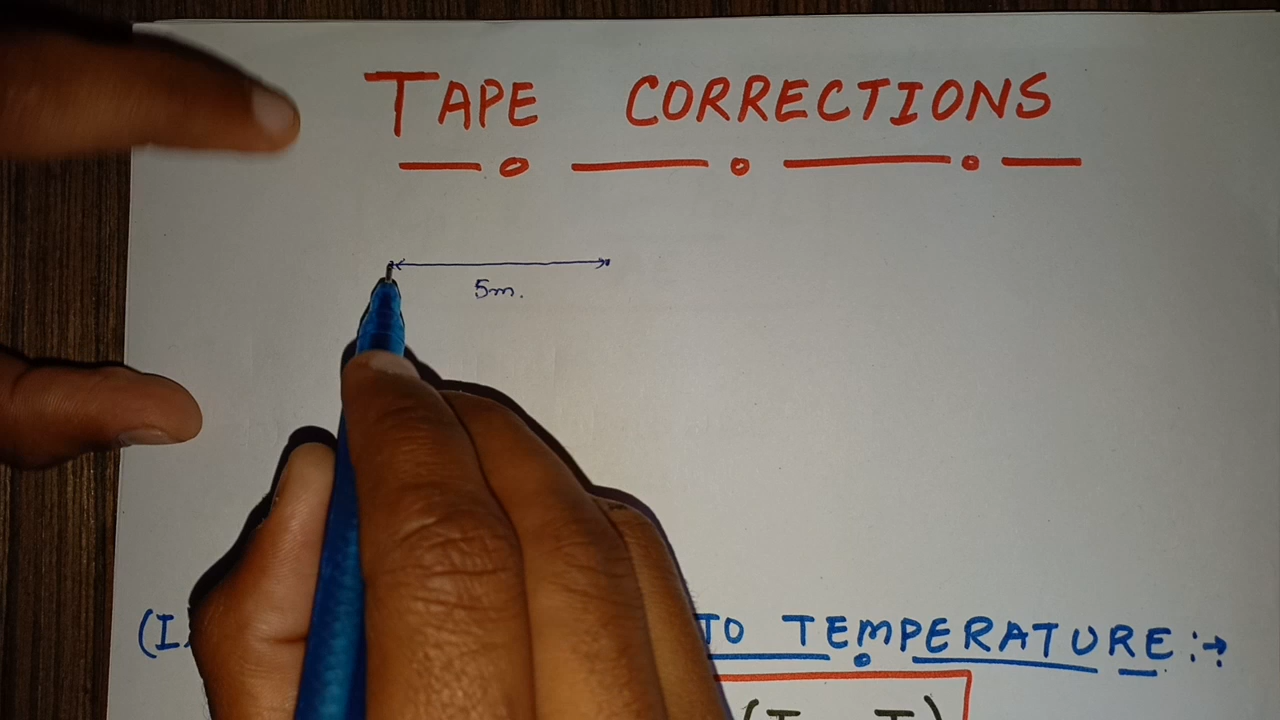 TAPE CORRECTIONS
5m.
(I. TO TEMPERATURE :→
(T T)